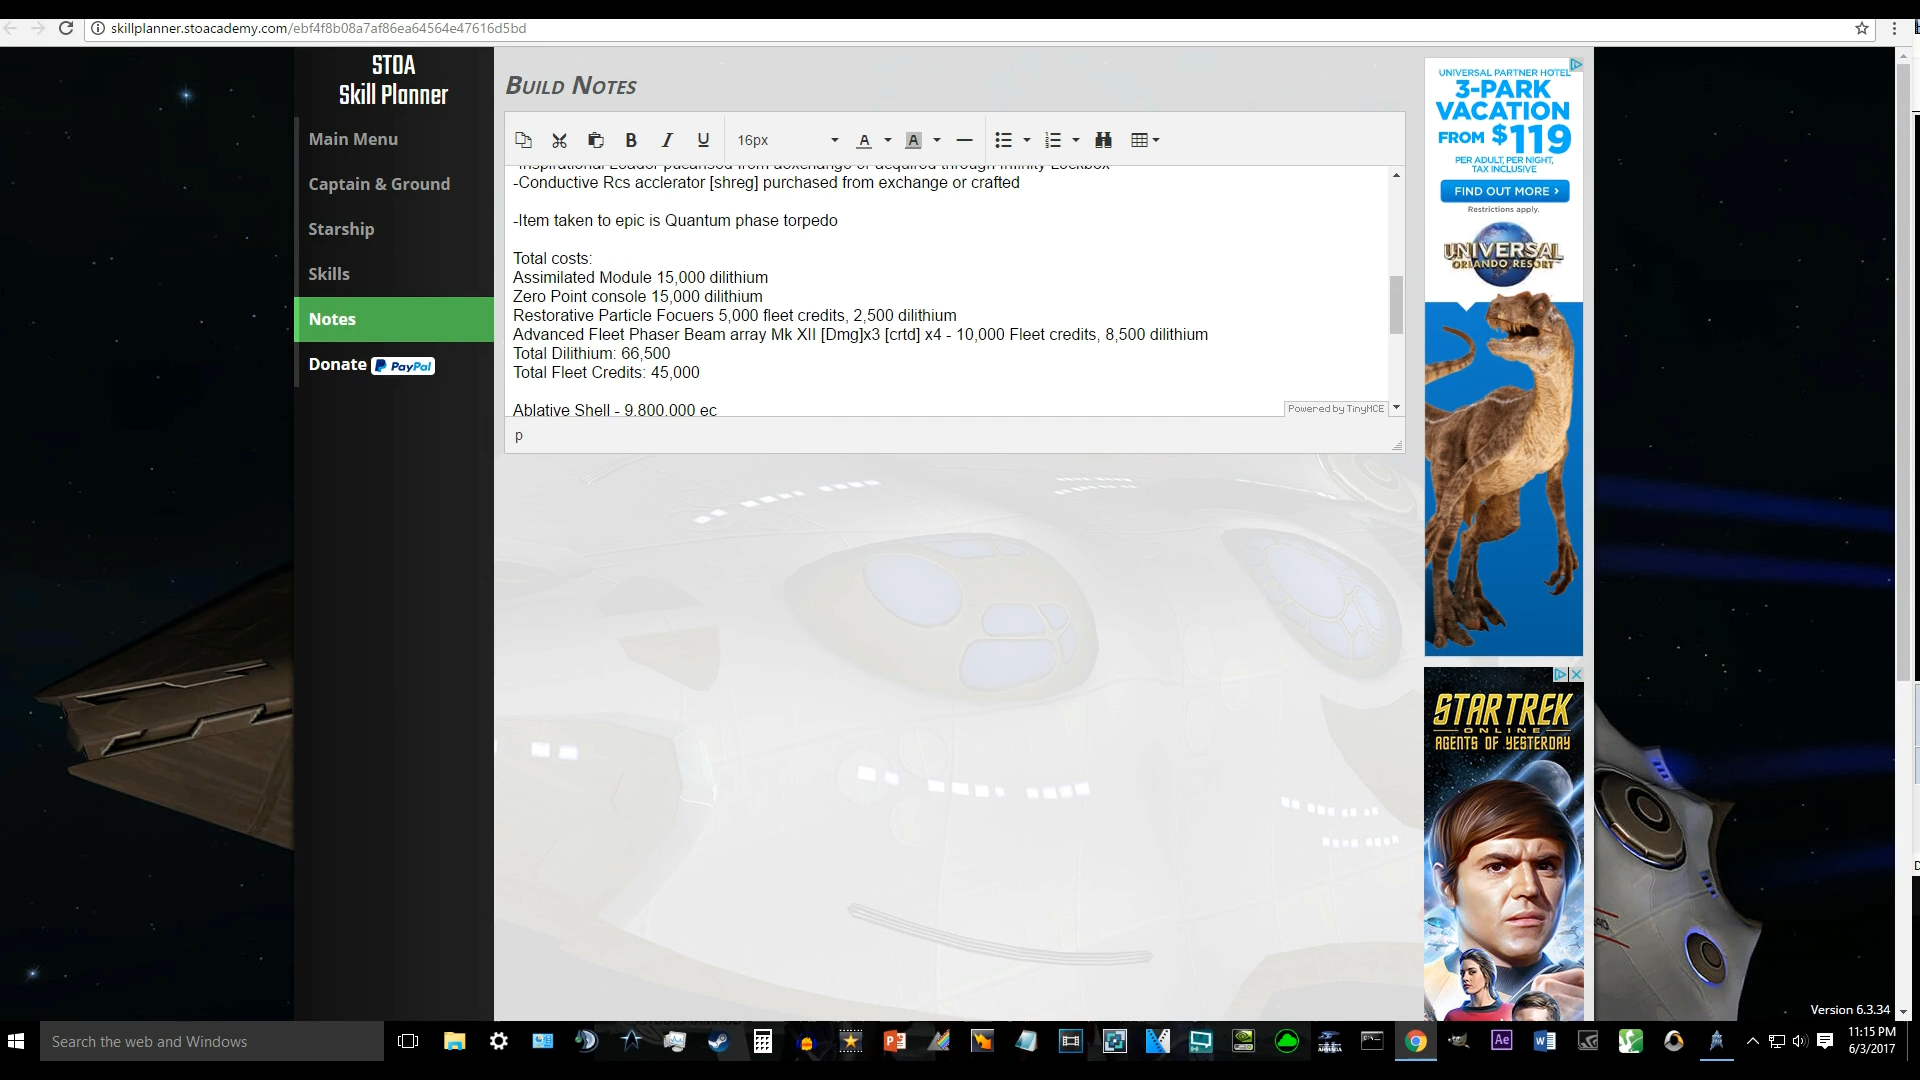 skillplanner.stoacademy.com/ebf4f8b08a7af86ea64564e47616d5bd
STOA
Skill Planner
Main Menu
Captain & Ground
Starship
Skills
Notes
Donate PayPal
BUILD NOTES
16px
-Conductive Rcs acclerator [shreg] purchased from exchange or crafted
-Item taken to epic is Quantum phase torpedo
Total costs:
Assimilated Module 15,000 dilithium
Zero Point console 15,000 dilithium
Restorative Particle Focuers 5,000 fleet credits, 2,500 dilithium
Advanced Fleet Phaser Beam array Mk XII [Dmg]x3 [crtd] x4 - 10,000 Fleet credits, 8,500 dilithium
Total Dilithium: 66,500
Total Fleet Credits: 45,000
Ablative Shell - 9,800,000 ec
Powered by TinyMCE
p
UNIVERSAL PARTNER HOTEL
3-PARK
VACATION
FROM $119
PER ADULT, PER NIGHT,
TAX INCLUSIVE
FIND OUT MORE >
Restrictions apply.
UNIVERSAL
ORLANDO RESORT
STAR TREK
ONLINE
AGENTS OF YESTERDAY
Version 6.3.34
Search the web and Windows
Ae
11:15 PM
6/3/2017